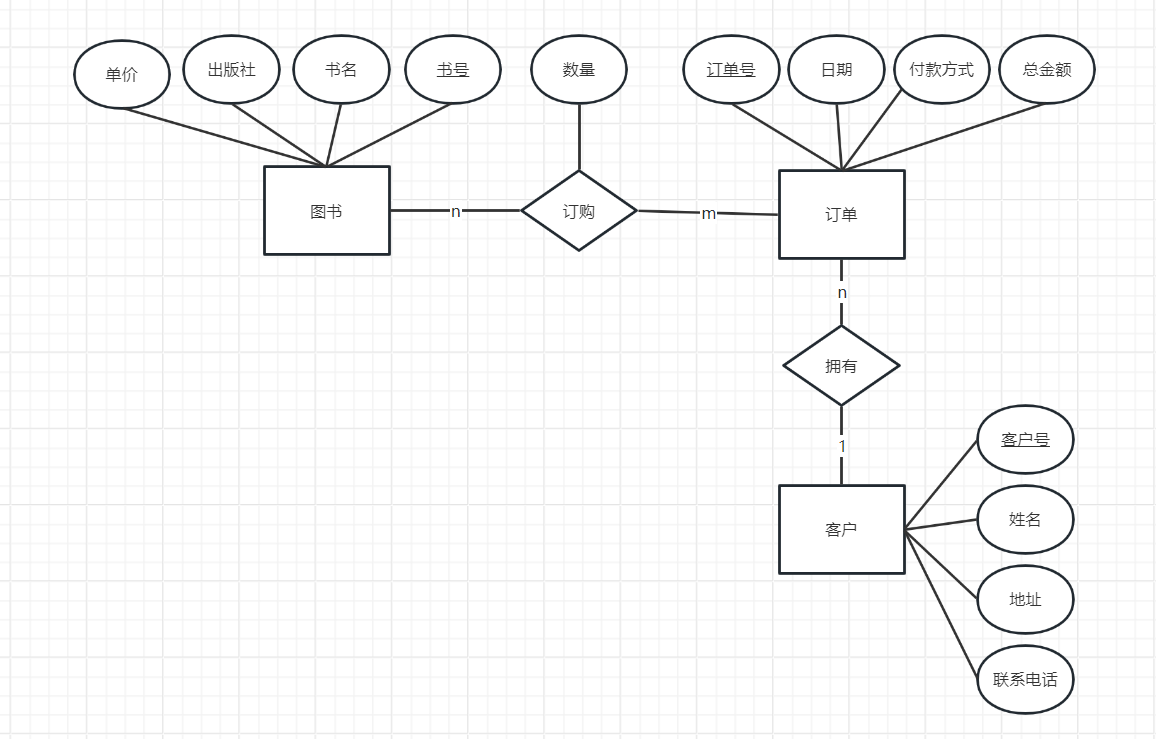 单价
出版社
书名
书号
数量
订单号
日期
付款方式
总金额
图书
n
订购
m
订单
n
拥有
1
客户号
客户
姓名
地址
联系电话